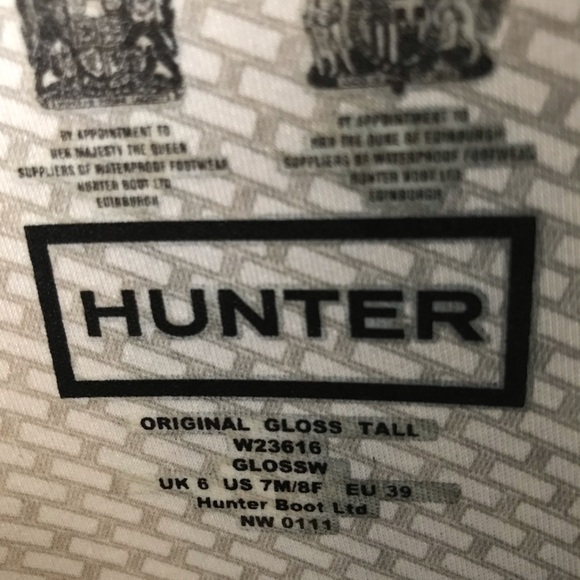 BY APPOINTMENT TO
HER MAJESTY THE QUEEN
SUPPLIERS OF WATERPROOF FOOTWEAR
HUNTER BOOT LTD
EDINBURGH
BY APPOINTMENT TO
HRH THE DUKE OF EDINBURGH
SUPPLIERS OF WATERPROOF FOOTWEAR
HUNTER BOOT LTD
EDINBURGH
HUNTER
ORIGINAL GLOSS TALL
W23616
GLOSSW
UK 6 US 7M/8F EU 39
Hunter Boot Ltd
NW 0111